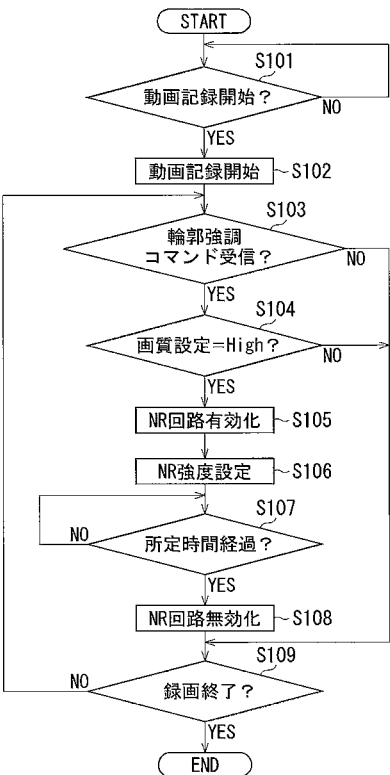 START
S101
動画記録開始?
NO
YES
動画記録開始
S102
S103
輪郭強調
コマンド受信?
NO
YES
S104
画質設定=High?
NO
YES
NR回路有効化
S105
NR強度設定
S106
S107
NO
所定時間経過?
YES
NR回路無効化
S108
S109
NO
録画終了?
YES
END